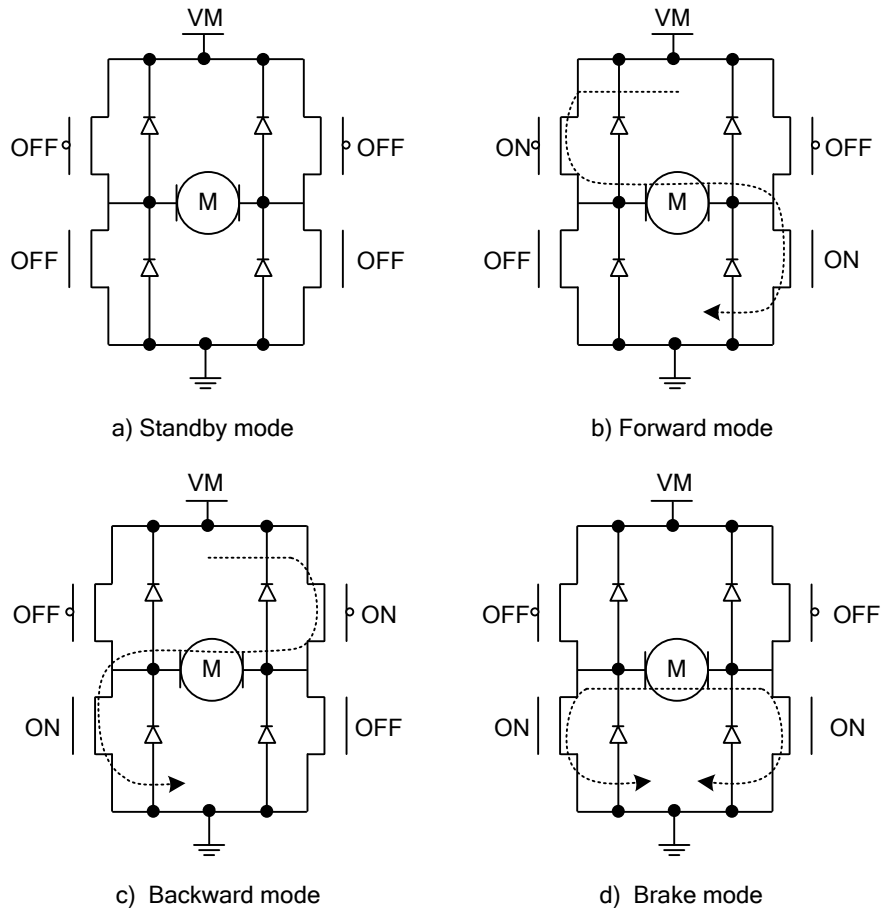 VM
OFF
OFF
M
OFF
OFF
a) Standby mode
VM
ON
OFF
M
OFF
ON
b) Forward mode
VM
OFF
ON
M
ON
OFF
c) Backward mode
VM
OFF
OFF
M
ON
ON
d) Brake mode